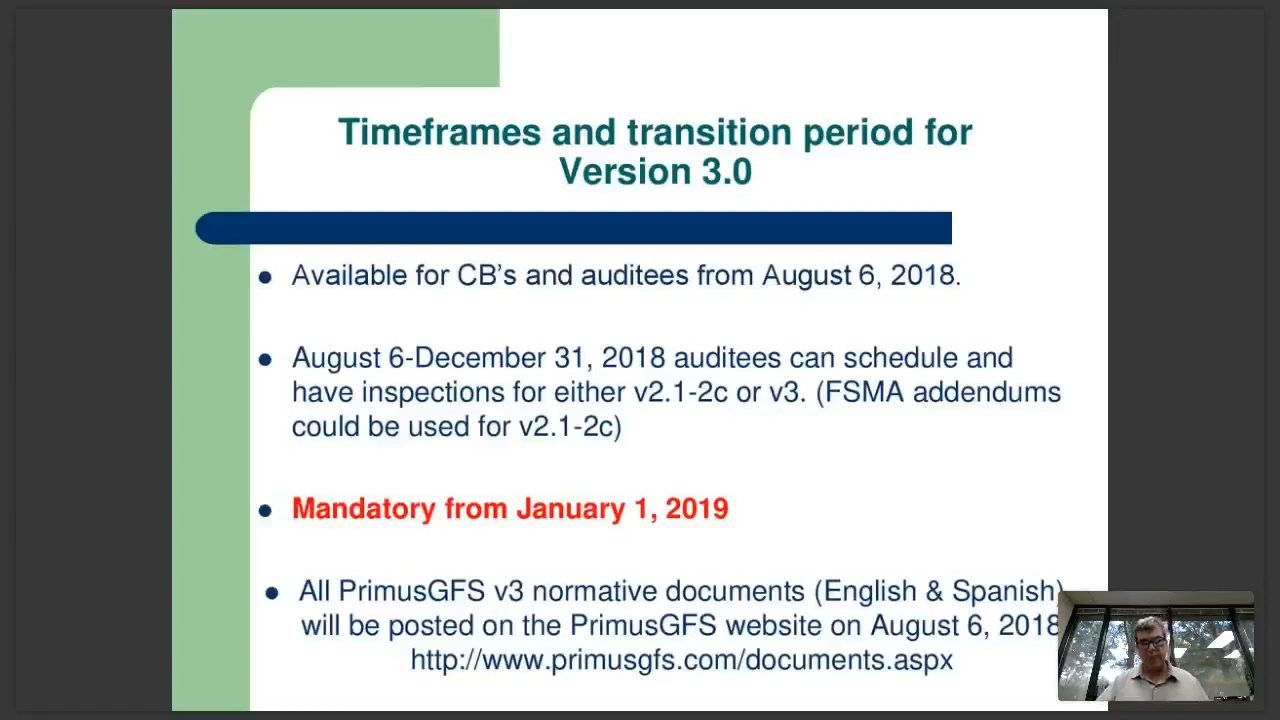 Timeframes and transition period for
Version 3.0
Available for CB's and auditees from August 6, 2018.
August 6-December 31, 2018 auditees can schedule and
have inspections for either v2.1-2c or v3. (FSMA addendums
could be used for v2.1-2c)
Mandatory from January 1, 2019
All PrimusGFS v3 normative documents (English & Spanish)
will be posted on the PrimusGFS website on August 6, 2018
http://www.primusgfs.com/documents.aspx